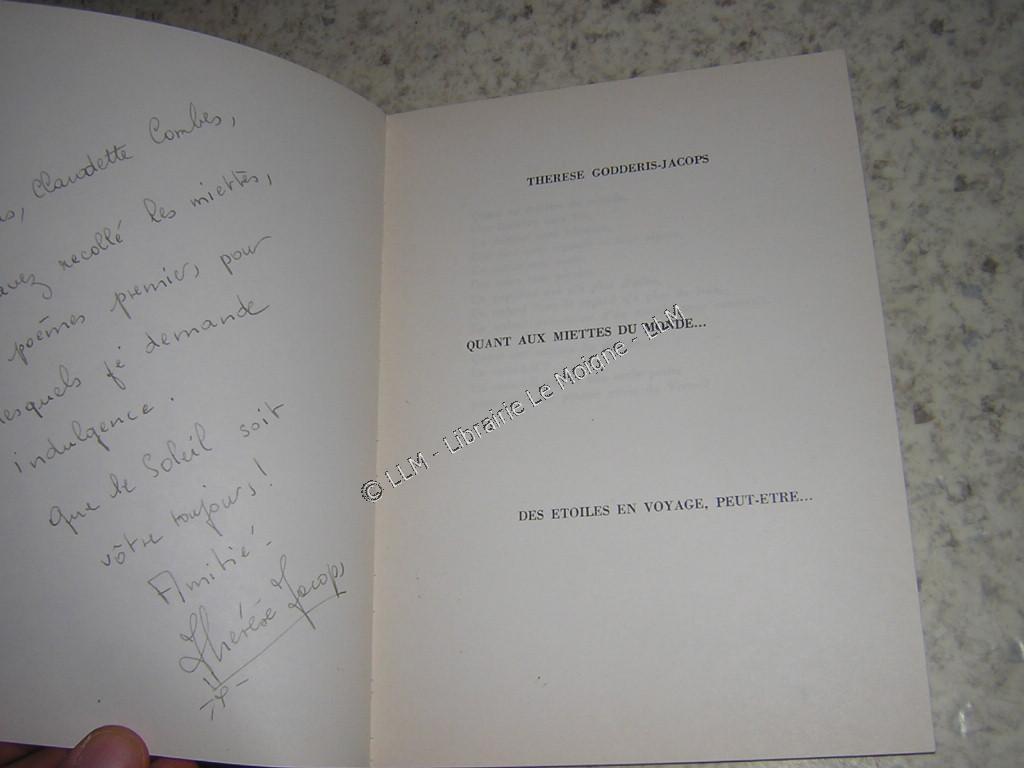 Claudette Combes,
avez recollé les miettes,
poèmes premiers, pour
lesquels je demande
indulgence.
Que le Soleil soit
vôtre toujours!
Amitié.
Thérèse Jacops
THERESE GODDERIS-JACOPS
QUANT AUX MIETTES DU MONDE...
DES ETOILES EN VOYAGE, PEUT-ETRE...
© LLM - Librairie Le Moigne - LLM